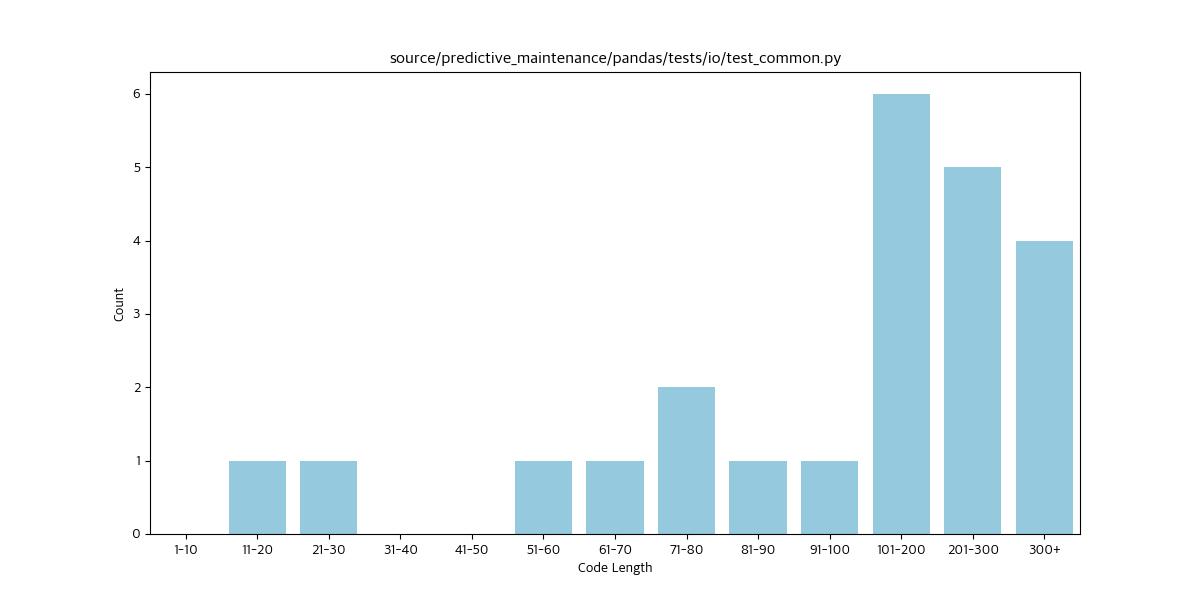 source/predictive_maintenance/pandas/tests/io/test_common.py
Count
6
5
4
3
2
1
0
1-10 11-20 21-30 31-40 41-50 51-60 61-70 71-80 81-90 91-100 101-200 201-300 300+
Code Length